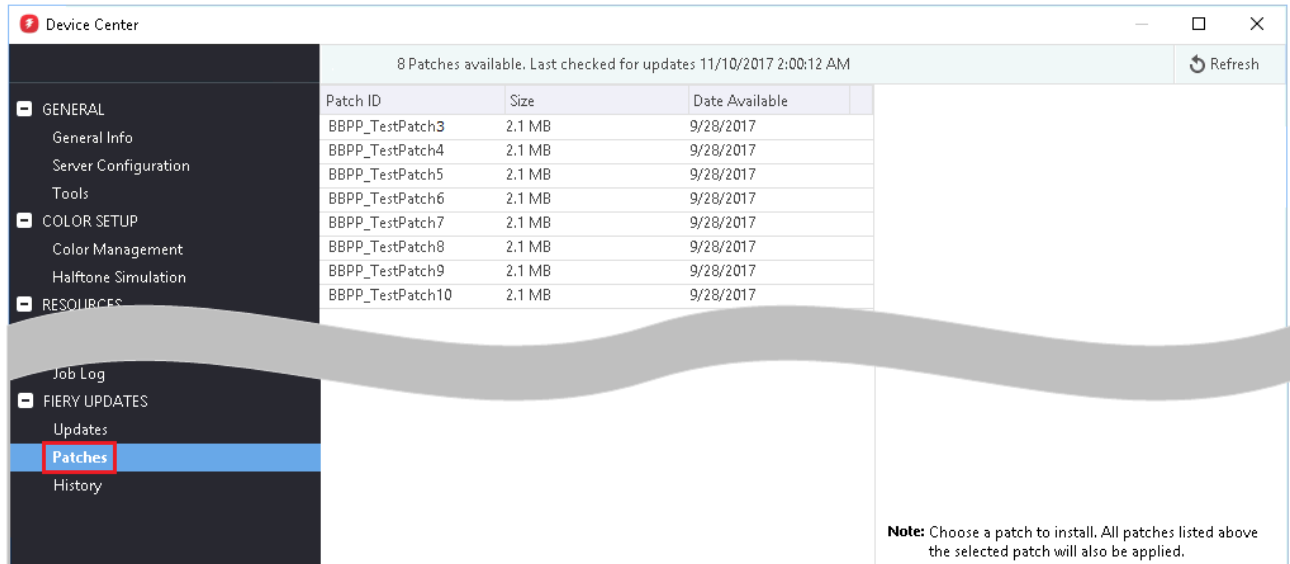 Device Center
8 Patches available. Last checked for updates 11/10/2017 2:00:12 AM
Refresh
GENERAL
General Info
Server Configuration
Tools
COLOR SETUP
Color Management
Halftone Simulation
RESOURCES
Job Log
FIERY UPDATES
Updates
Patches
History
Patch ID Size Date Available
BBPP_TestPatch3 2.1 MB 9/28/2017
BBPP_TestPatch4 2.1 MB 9/28/2017
BBPP_TestPatch5 2.1 MB 9/28/2017
BBPP_TestPatch6 2.1 MB 9/28/2017
BBPP_TestPatch7 2.1 MB 9/28/2017
BBPP_TestPatch8 2.1 MB 9/28/2017
BBPP_TestPatch9 2.1 MB 9/28/2017
BBPP_TestPatch10 2.1 MB 9/28/2017
Note: Choose a patch to install. All patches listed above
the selected patch will also be applied.